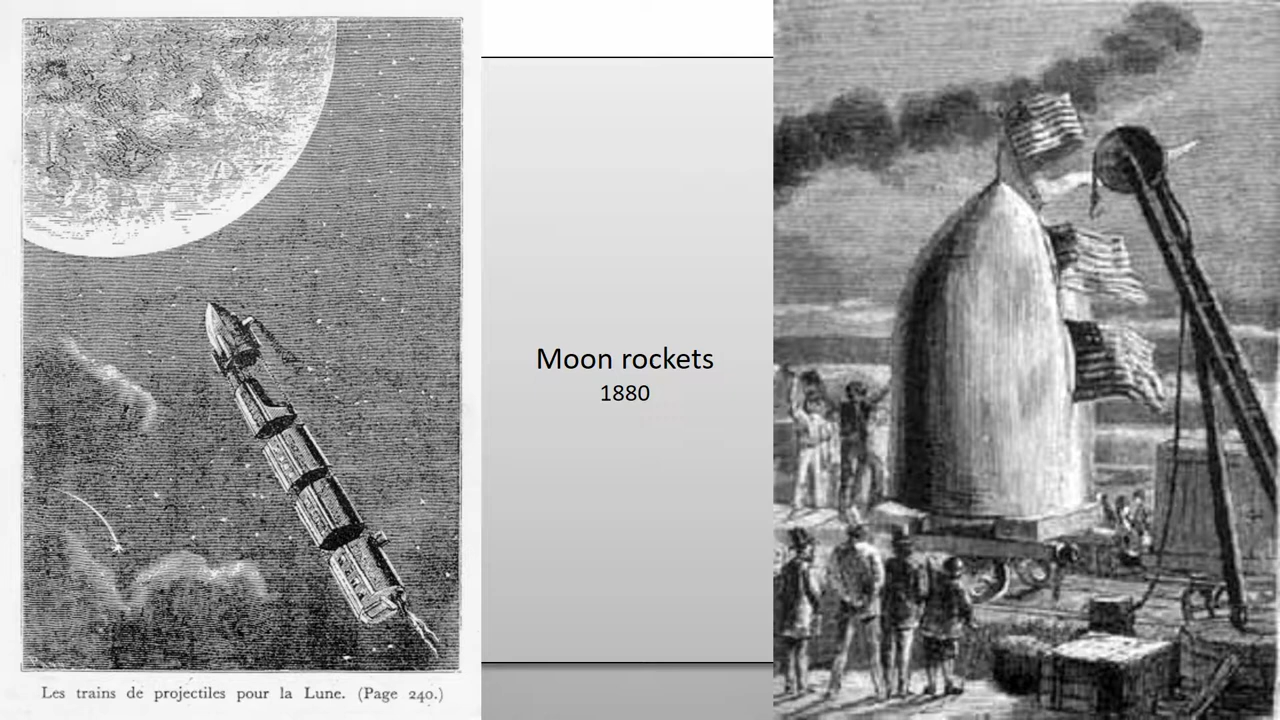 Les trains de projectiles pour la Lune. (Page 240.)
Moon rockets
1880